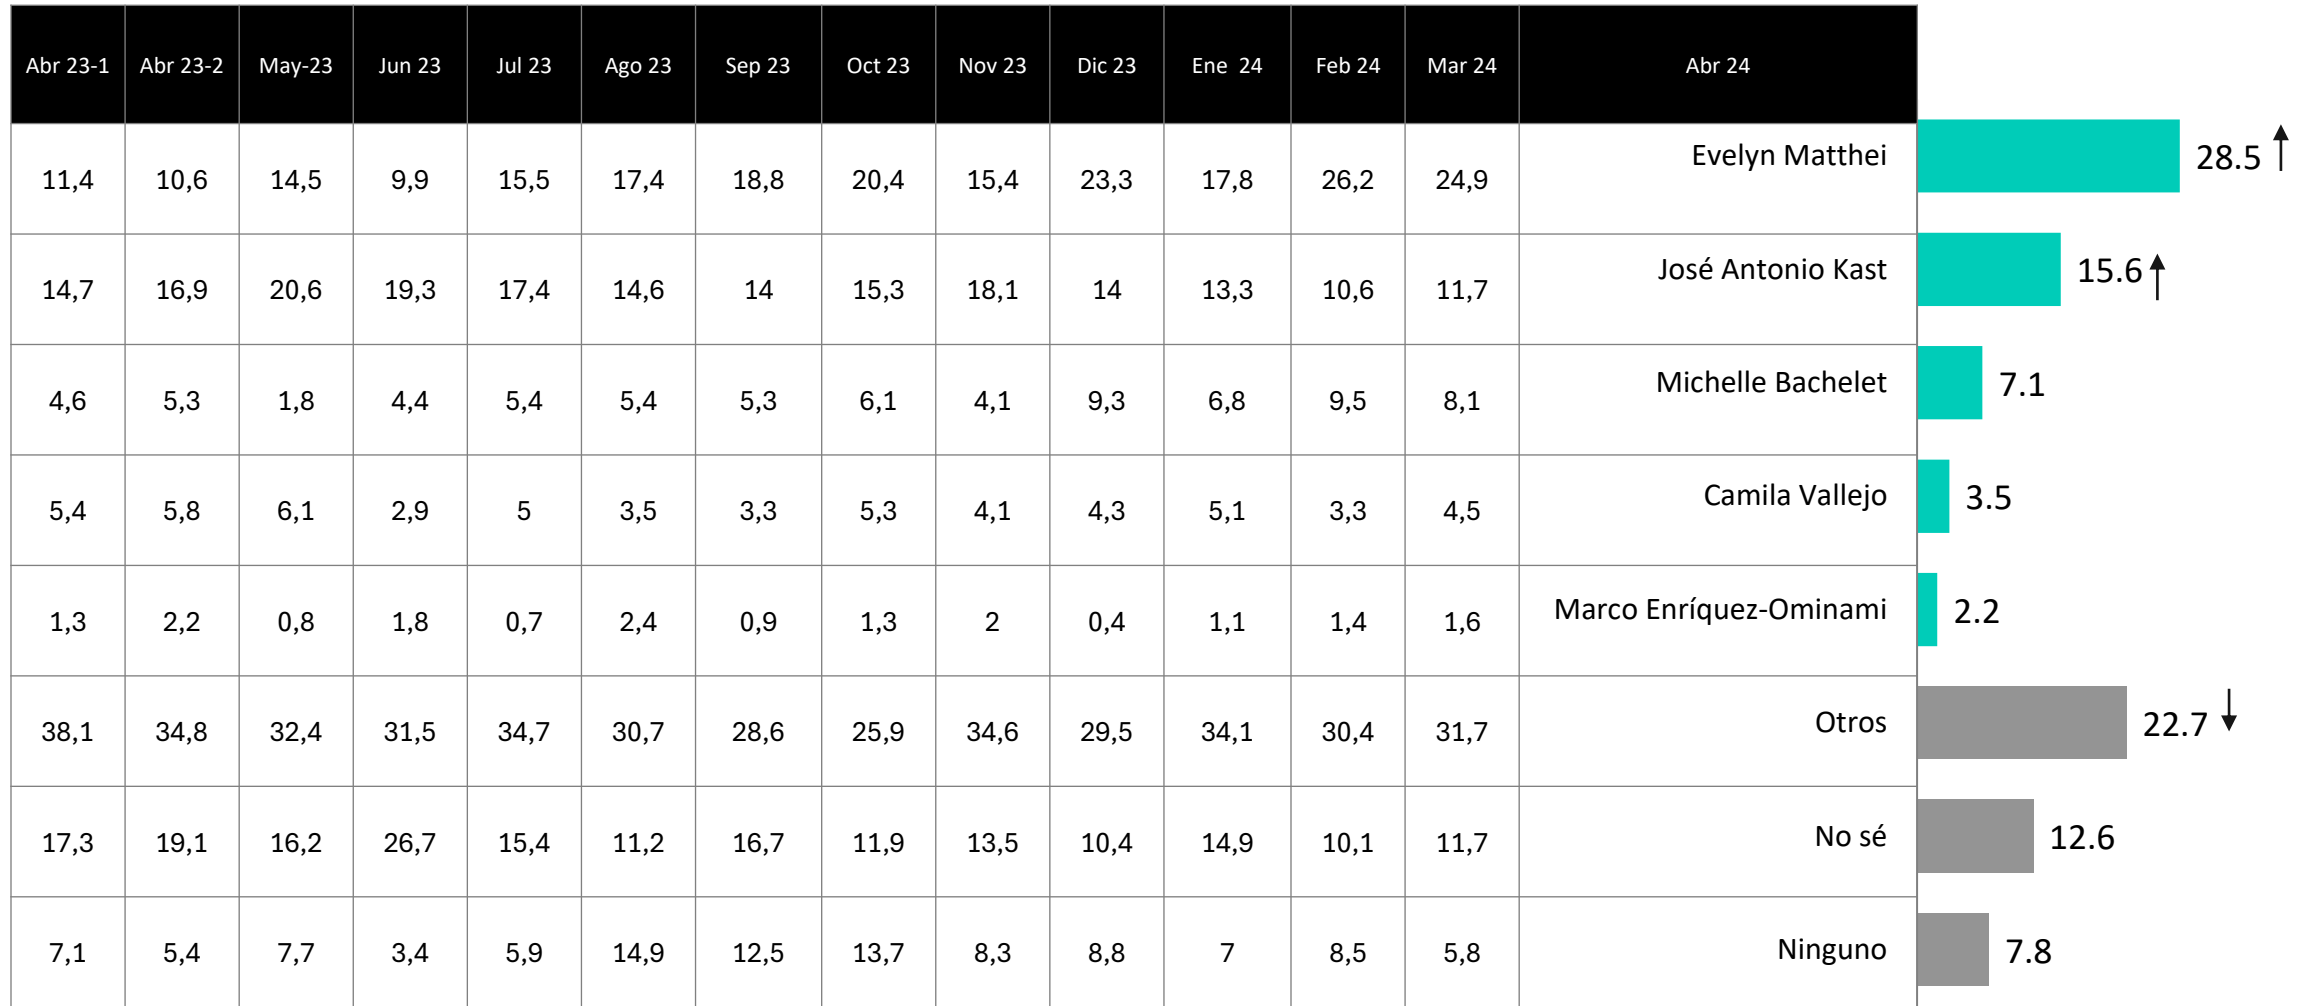 Abr 23-1 Abr 23-2 May-23 Jun 23 Jul 23 Ago 23 Sep 23 Oct 23 Nov 23 Dic 23 Ene 24 Feb 24 Mar 24 Abr 24
11,4 10,6 14,5 9,9 15,5 17,4 18,8 20,4 15,4 23,3 17,8 26,2 24,9 Evelyn Matthei 28.5 ↑
14,7 16,9 20,6 19,3 17,4 14,6 14 15,3 18,1 14 13,3 10,6 11,7 José Antonio Kast 15.6 ↑
4,6 5,3 1,8 4,4 5,4 5,4 5,3 6,1 4,1 9,3 6,8 9,5 8,1 Michelle Bachelet 7.1
5,4 5,8 6,1 2,9 5 3,5 3,3 5,3 4,1 4,3 5,1 3,3 4,5 Camila Vallejo 3.5
1,3 2,2 0,8 1,8 0,7 2,4 0,9 1,3 2 0,4 1,1 1,4 1,6 Marco Enríquez-Ominami 2.2
38,1 34,8 32,4 31,5 34,7 30,7 28,6 25,9 34,6 29,5 34,1 30,4 31,7 Otros 22.7 ↓
17,3 19,1 16,2 26,7 15,4 11,2 16,7 11,9 13,5 10,4 14,9 10,1 11,7 No sé 12.6
7,1 5,4 7,7 3,4 5,9 14,9 12,5 13,7 8,3 8,8 7 8,5 5,8 Ninguno 7.8